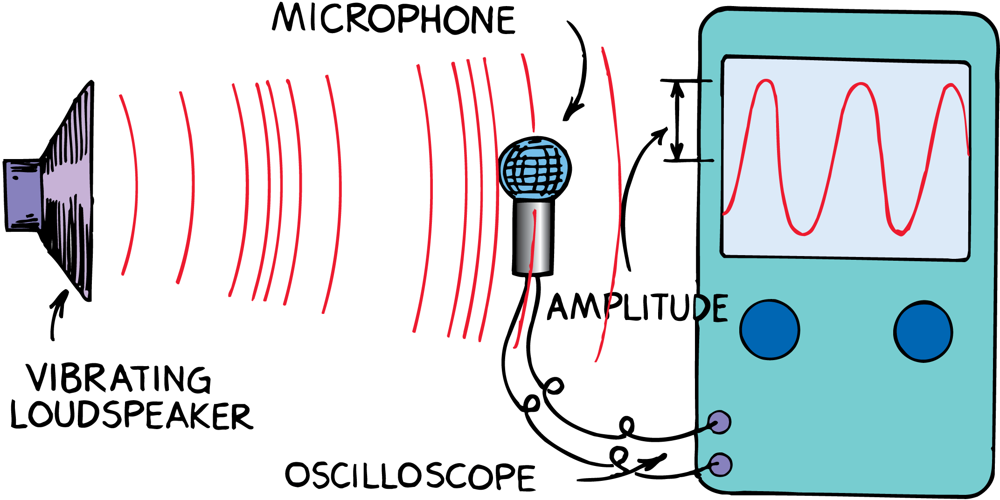 MICROPHONE
AMPLITUDE
VIBRATING
LOUDSPEAKER
OSCILLOSCOPE